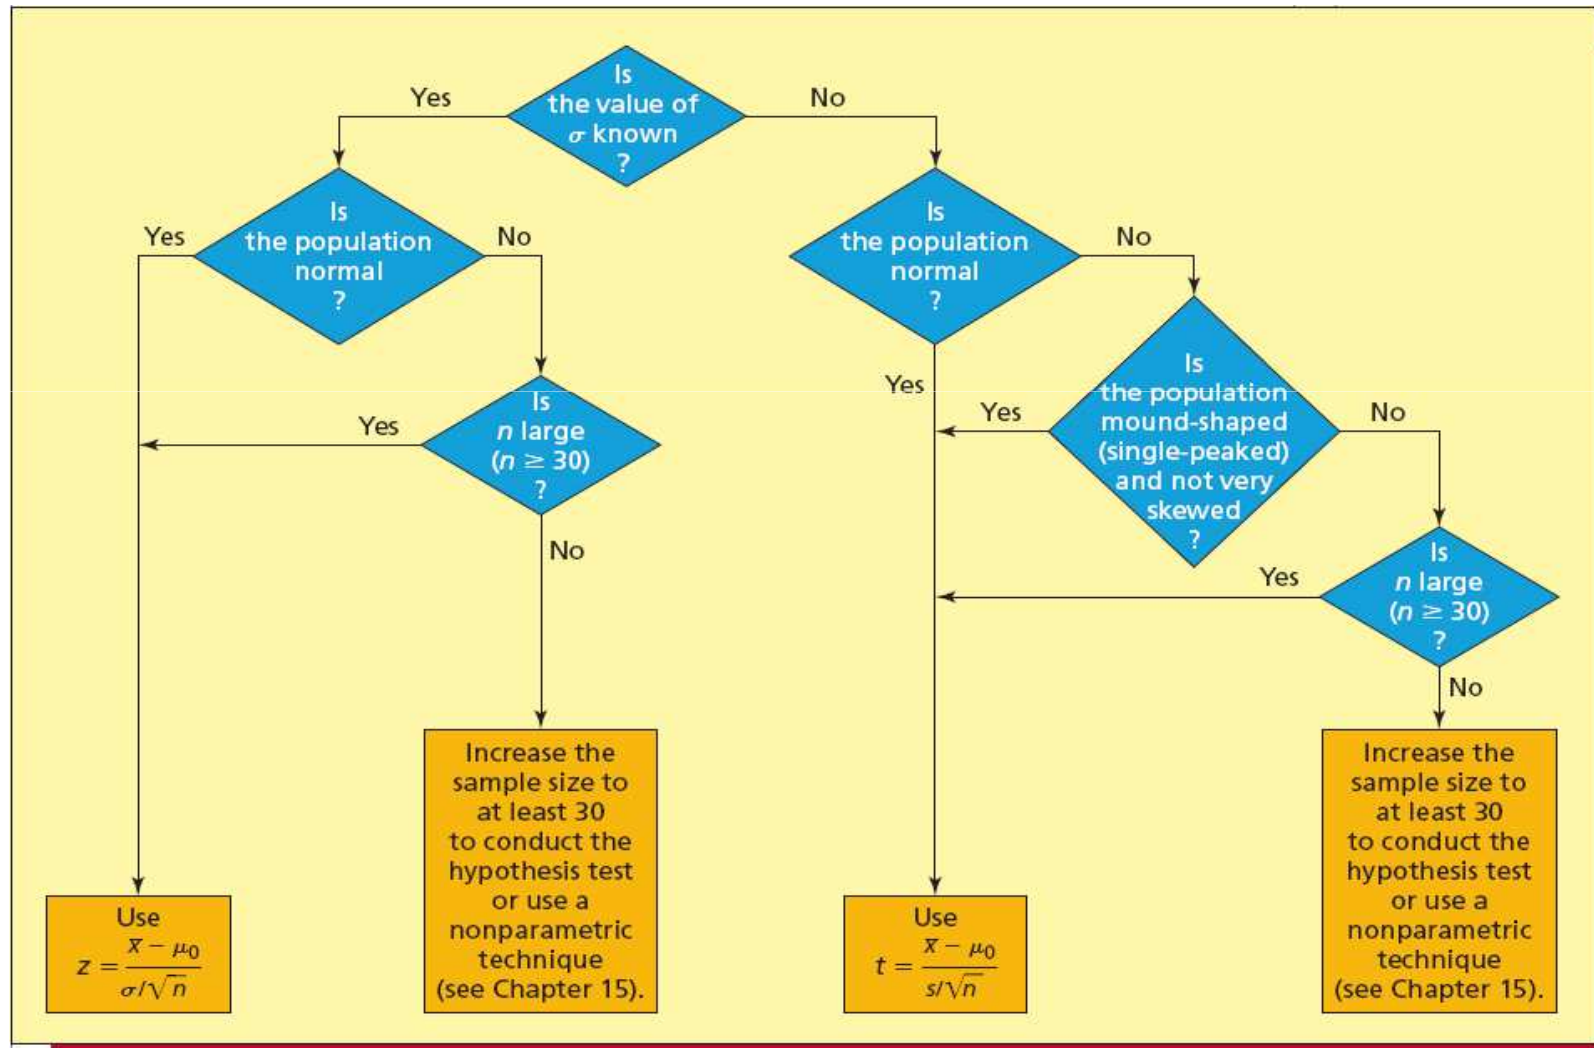 Is
the value of
σ known
?
Yes
No
Is
the population
normal
?
Yes
No
Is
n large
(n ≥ 30)
?
Yes
No
Use
z = x̄ − μ₀
σ/√n
Increase the
sample size to
at least 30
to conduct the
hypothesis test
or use a
nonparametric
technique
(see Chapter 15).
Is
the population
normal
?
No
Yes
Is
the population
mound-shaped
(single-peaked)
and not very
skewed
?
Yes
No
Is
n large
(n ≥ 30)
?
Yes
No
Use
t = x̄ − μ₀
s/√n
Increase the
sample size to
at least 30
to conduct the
hypothesis test
or use a
nonparametric
technique
(see Chapter 15).